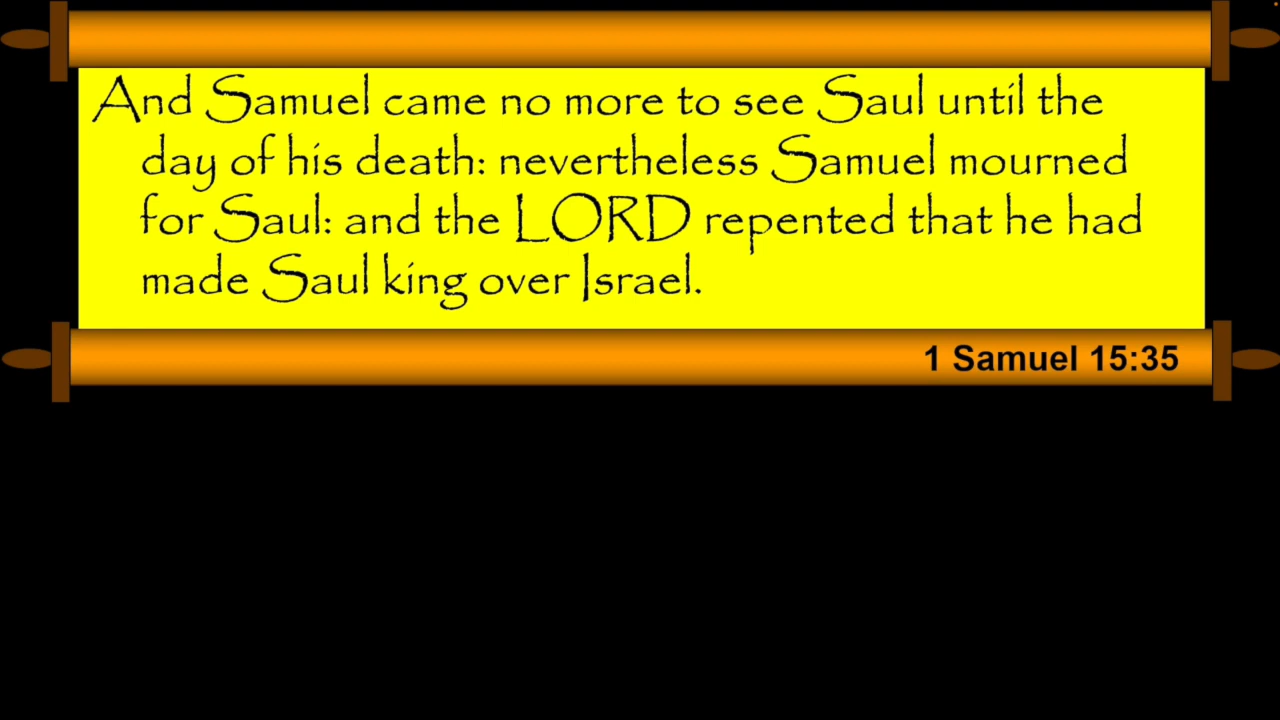 And Samuel came no more to see Saul until the
day of his death: nevertheless Samuel mourned
for Saul: and the LORD repented that he had
made Saul king over Israel.
1 Samuel 15:35